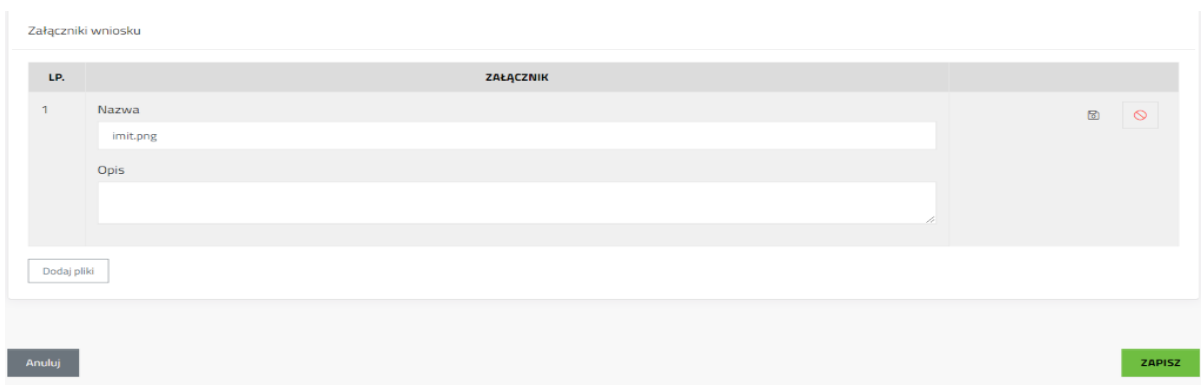 Załączniki wniosku
LP. ZAŁĄCZNIK
1 Nazwa
imit.png
Opis
Dodaj pliki
Anuluj ZAPISZ